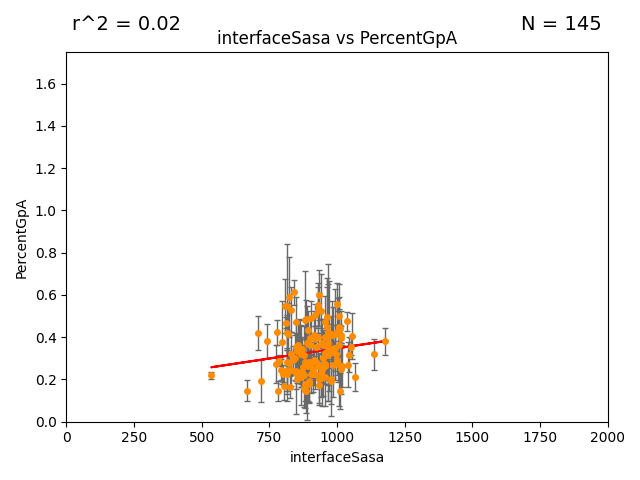 r^2 = 0.02
N = 145
interfaceSasa vs PercentGpA
PercentGpA
1.6
1.4
1.2
1.0
0.8
0.6
0.4
0.2
0.0
0 250 500 750 1000 1250 1500 1750 2000
interfaceSasa